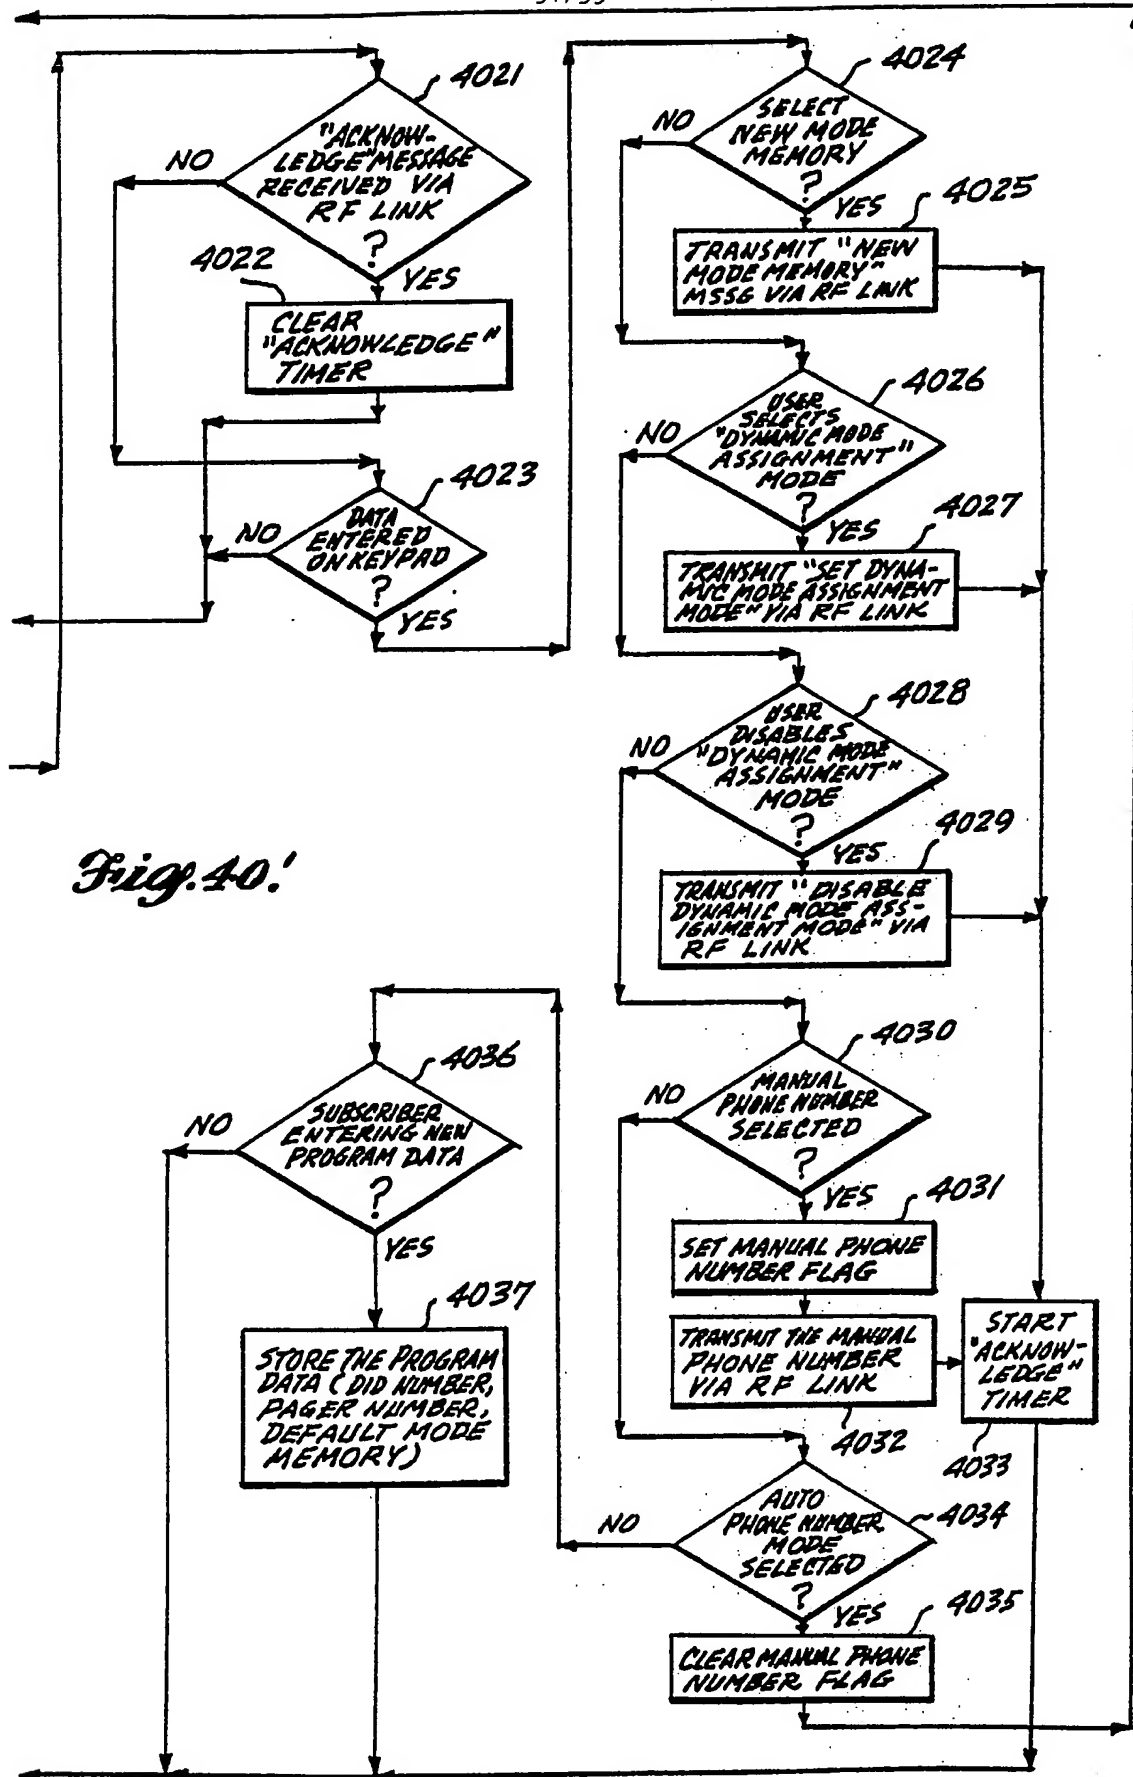 4021
"ACKNOW-
LEDGE" MESSAGE
RECEIVED VIA
RF LINK
?
NO
YES
4022
CLEAR
"ACKNOWLEDGE"
TIMER
4023
DATA
ENTERED
ON KEYPAD
?
NO
YES
4024
SELECT
NEW MODE
MEMORY
?
NO
YES
4025
TRANSMIT "NEW
MODE MEMORY"
MSSG VIA RF LINK
4026
USER
SELECTS
"DYNAMIC MODE
ASSIGNMENT"
MODE
?
NO
YES
4027
TRANSMIT "SET DYNA-
MIC MODE ASSIGNMENT
MODE" VIA RF LINK
4028
USER
DISABLES
"DYNAMIC MODE
ASSIGNMENT"
MODE
?
NO
YES
4029
TRANSMIT "DISABLE
DYNAMIC MODE ASS-
IGNMENT MODE" VIA
RF LINK
Fig. 40.'
4030
MANUAL
PHONE NUMBER
SELECTED
?
NO
YES
4031
SET MANUAL PHONE
NUMBER FLAG
TRANSMIT THE MANUAL
PHONE NUMBER
VIA RF LINK
4032
START
"ACKNOW-
LEDGE"
TIMER
4033
AUTO
PHONE NUMBER
MODE
SELECTED
?
4034
NO
YES
4035
CLEAR MANUAL PHONE
NUMBER FLAG
4036
SUBSCRIBER
ENTERING NEW
PROGRAM DATA
?
NO
YES
4037
STORE THE PROGRAM
DATA (DID NUMBER,
PAGER NUMBER,
DEFAULT MODE
MEMORY)